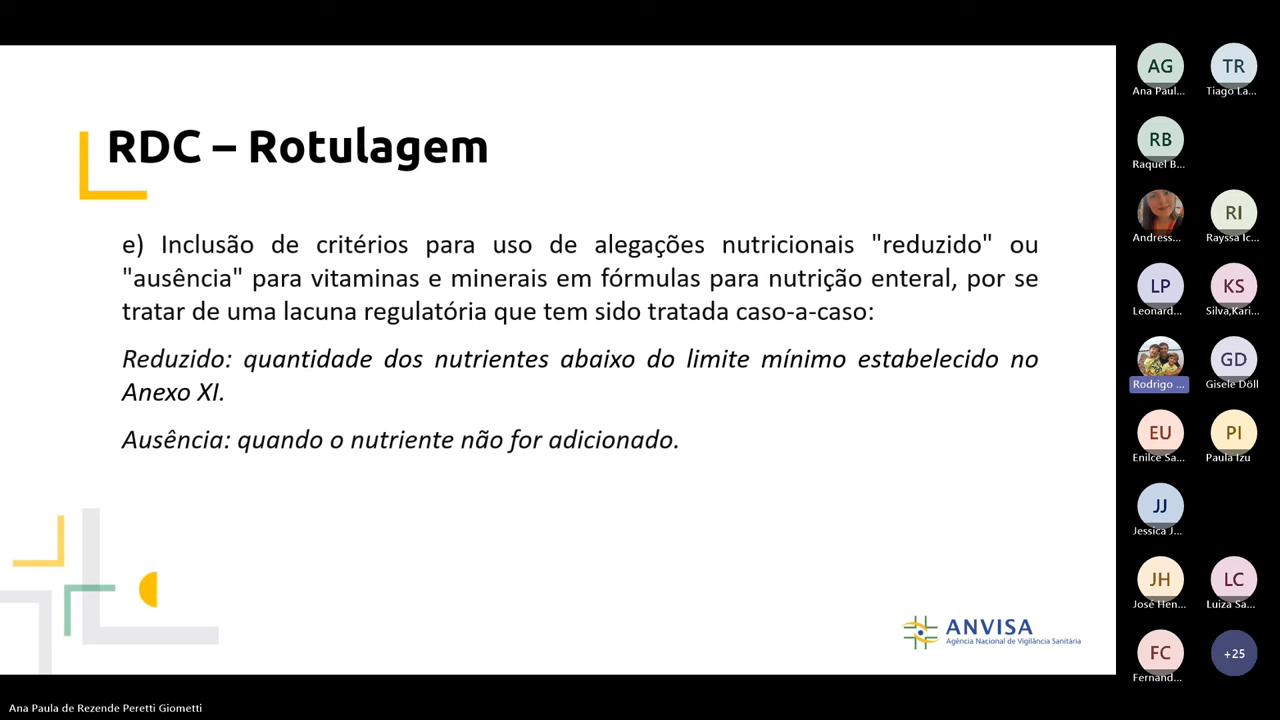 RDC – Rotulagem
e) Inclusão de critérios para uso de alegações nutricionais "reduzido" ou
"ausência" para vitaminas e minerais em fórmulas para nutrição enteral, por se
tratar de uma lacuna regulatória que tem sido tratada caso-a-caso:
Reduzido: quantidade dos nutrientes abaixo do limite mínimo estabelecido no
Anexo XI.
Ausência: quando o nutriente não for adicionado.
ANVISA
Agência Nacional de Vigilância Sanitária
AG
Ana Paul...
TR
Tiago La...
RB
Raquel B...
Andress...
RI
Rayssa Ic...
LP
Leonard...
KS
Silva,Kari...
Rodrigo ...
GD
Gisele Döll
EU
Enilce Sa...
PI
Paula Izu
JJ
Jessica J...
JH
José Hen...
LC
Luiza Sa...
FC
Fernand...
+25
Ana Paula de Rezende Peretti Giometti